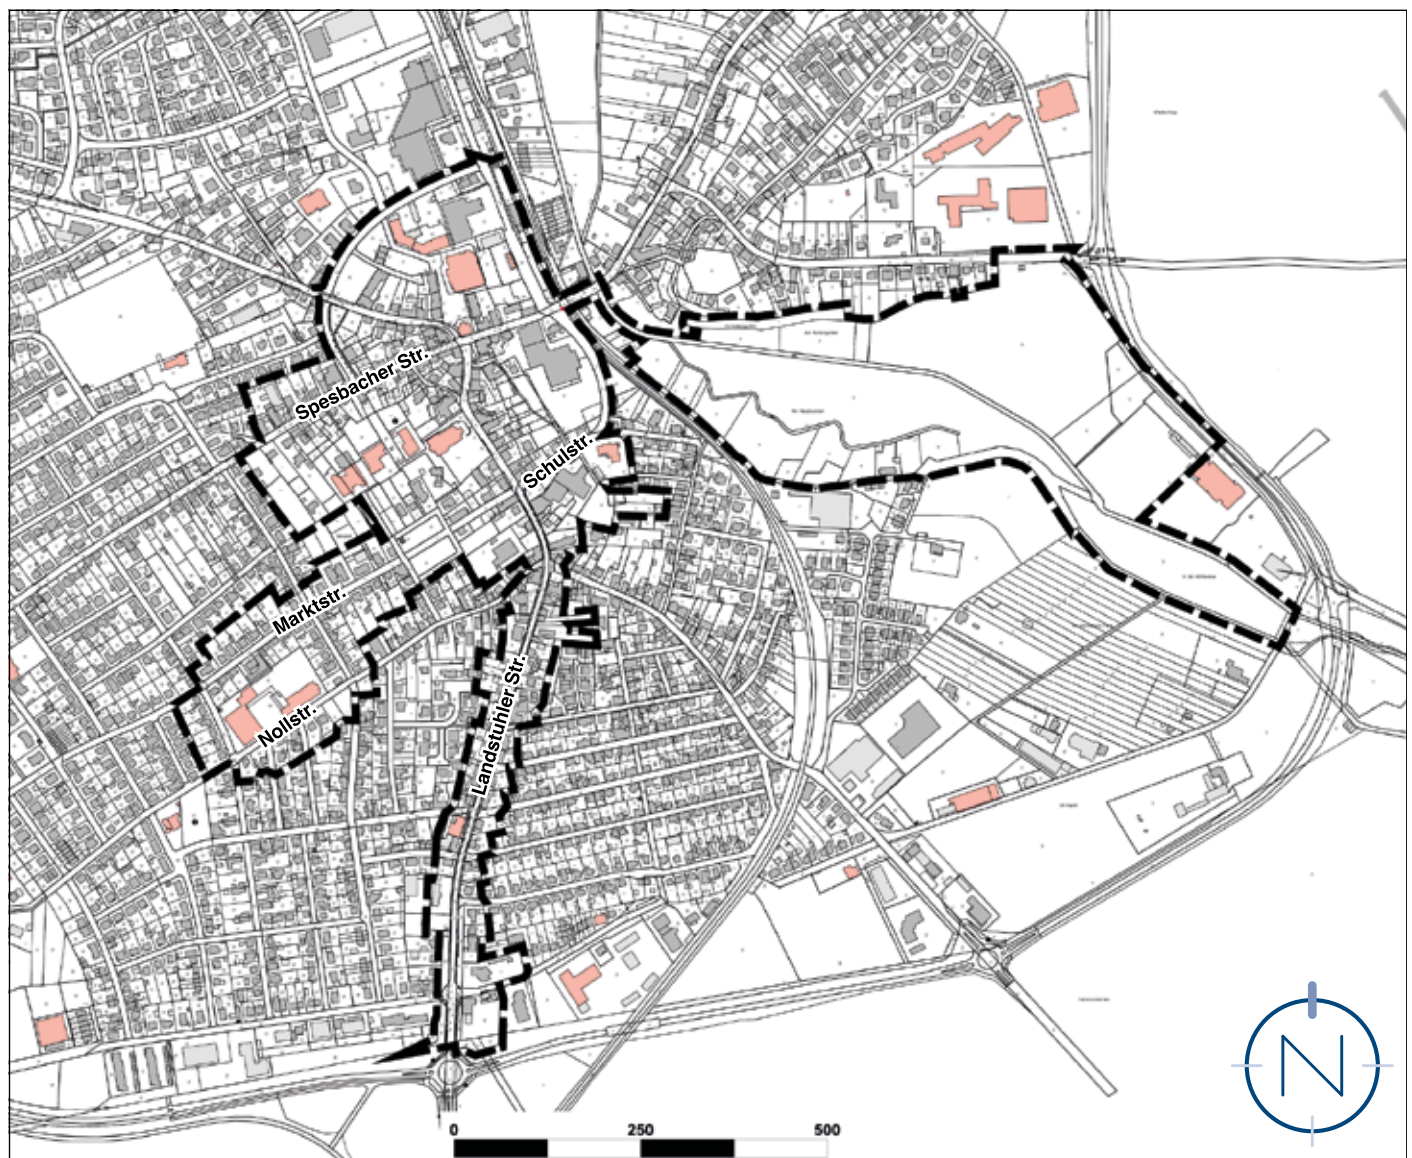 Spesbacher Str.
Schulstr.
Marktstr.
Nollstr.
Landstuhler Str.
N
0 250 500